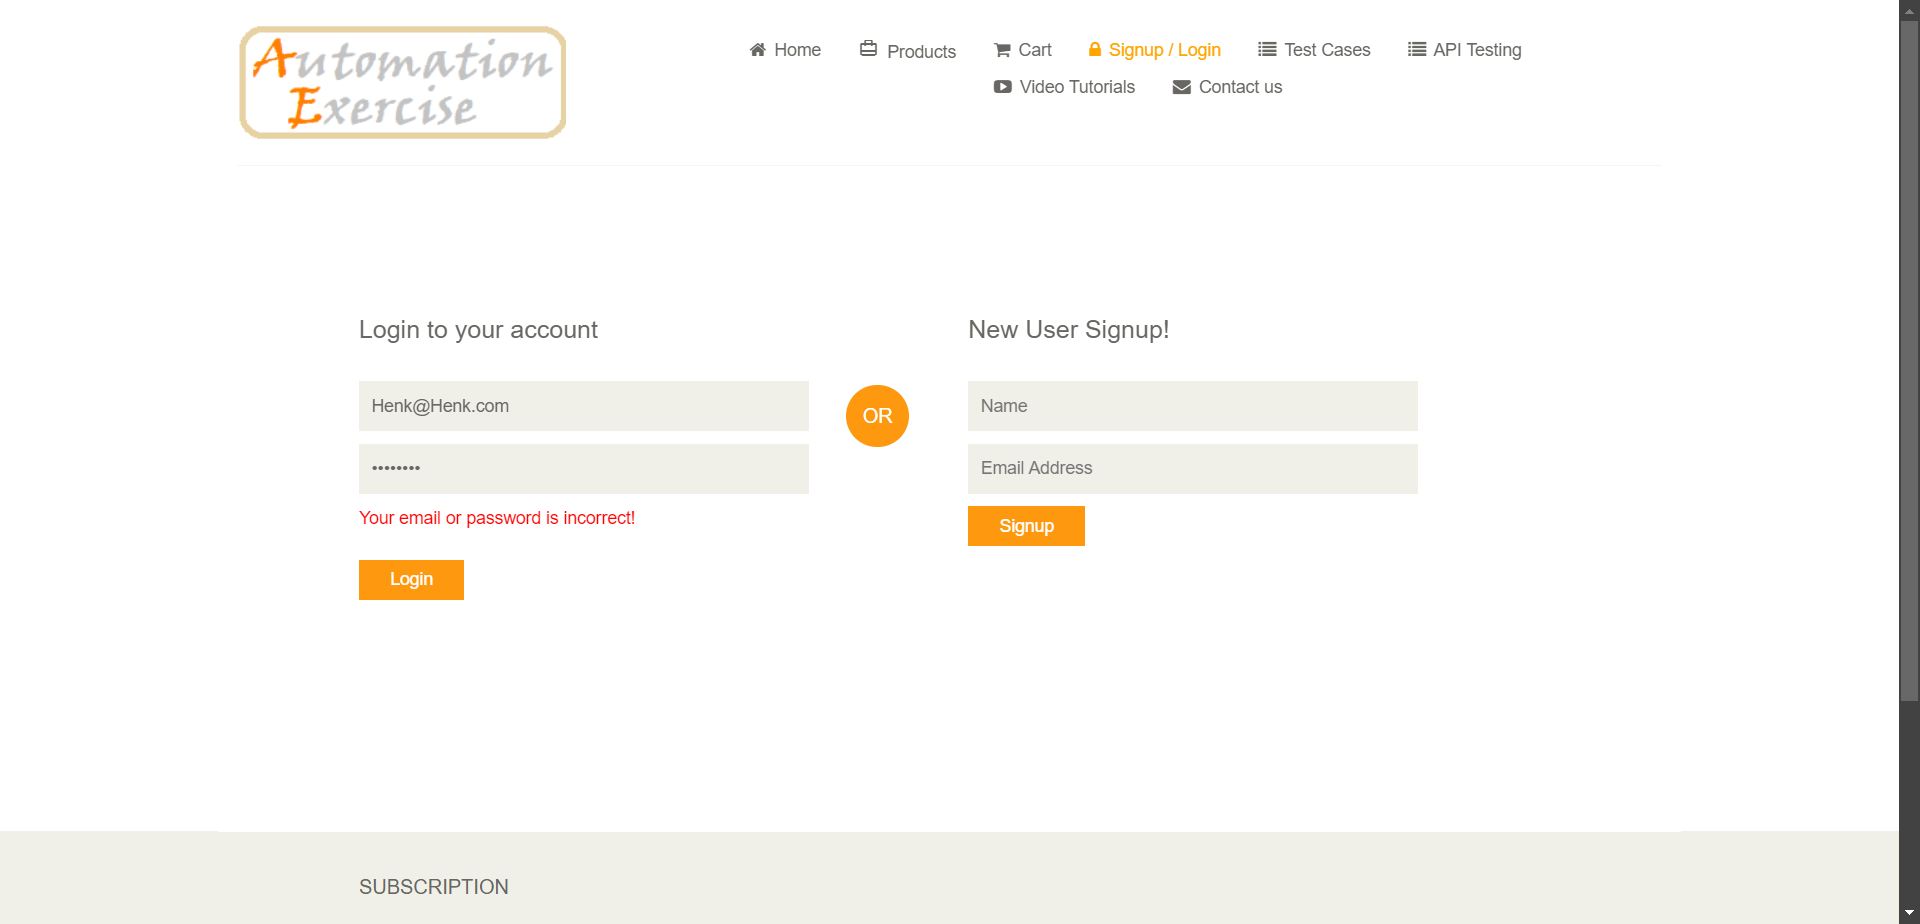 Automation
Exercise
Home
Products
Cart
Signup / Login
Test Cases
API Testing
Video Tutorials
Contact us
Login to your account
Henk@Henk.com
••••••••
Your email or password is incorrect!
Login
OR
New User Signup!
Name
Email Address
Signup
SUBSCRIPTION